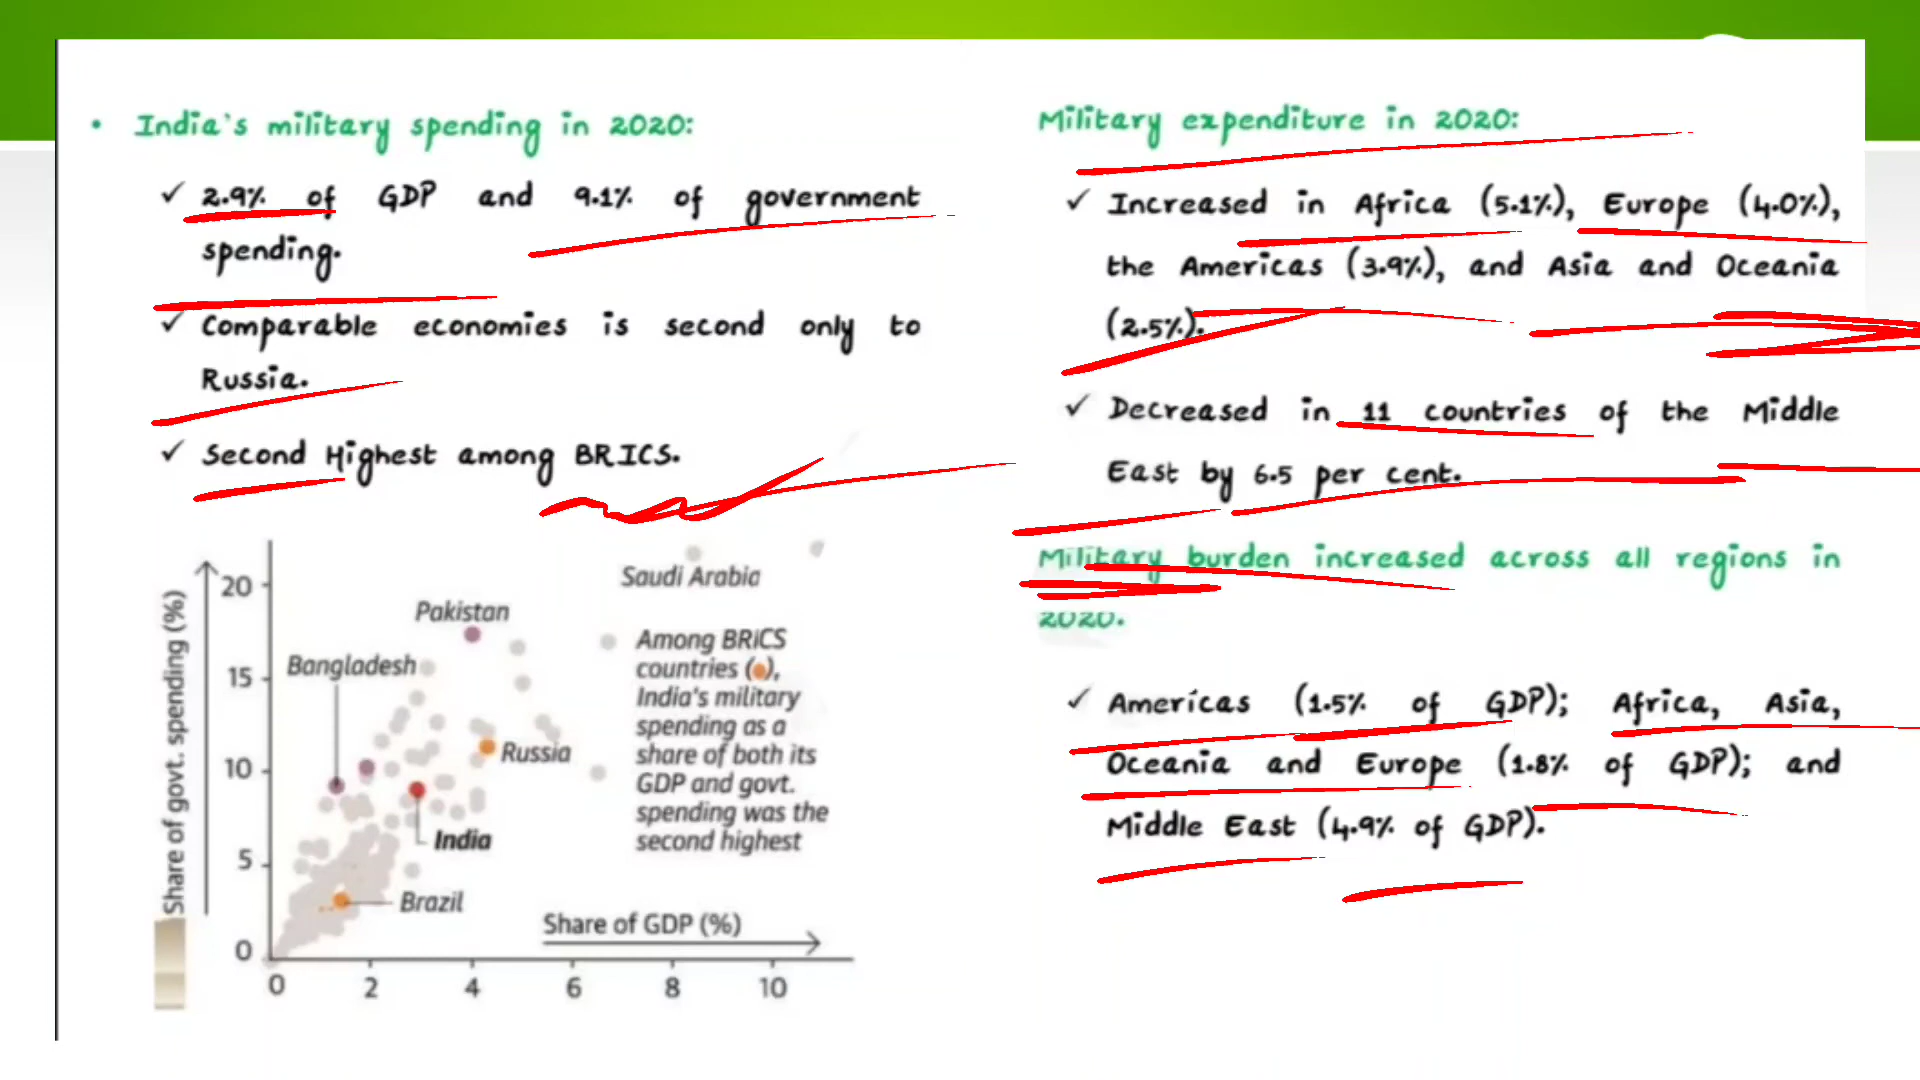 • India's military spending in 2020:
✓ 2.9% of GDP and 9.1% of government
spending.
✓ Comparable economies is second only to
Russia.
✓ Second Highest among BRICS.
Share of govt. spending (%)
20
15
10
5
0
0 2 4 6 8 10
Share of GDP (%)
Saudi Arabia
Pakistan
Bangladesh
Russia
India
Brazil
Among BRICS
countries ( ),
India's military
spending as a
share of both its
GDP and govt.
spending was the
second highest
Military expenditure in 2020:
✓ Increased in Africa (5.1%), Europe (4.0%),
the Americas (3.9%), and Asia and Oceania
(2.5%).
✓ Decreased in 11 countries of the Middle
East by 6.5 per cent.
Military burden increased across all regions in
2020.
✓ Americas (1.5% of GDP); Africa, Asia,
Oceania and Europe (1.8% of GDP); and
Middle East (4.9% of GDP).